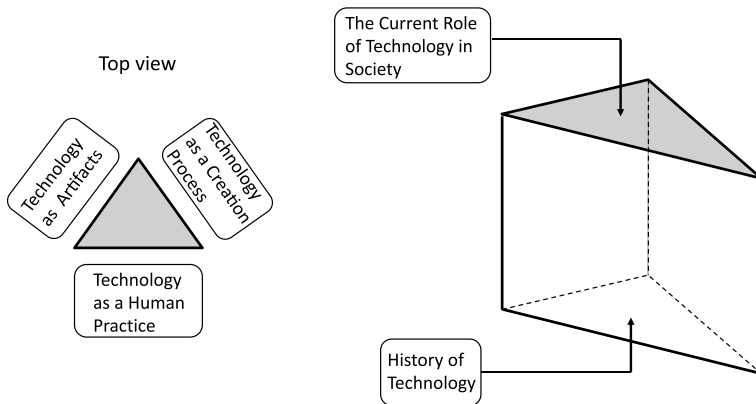 Top view
Technology
as Artifacts
Technology
as a Creation
Process
Technology
as a Human
Practice
The Current Role
of Technology in
Society
History of
Technology